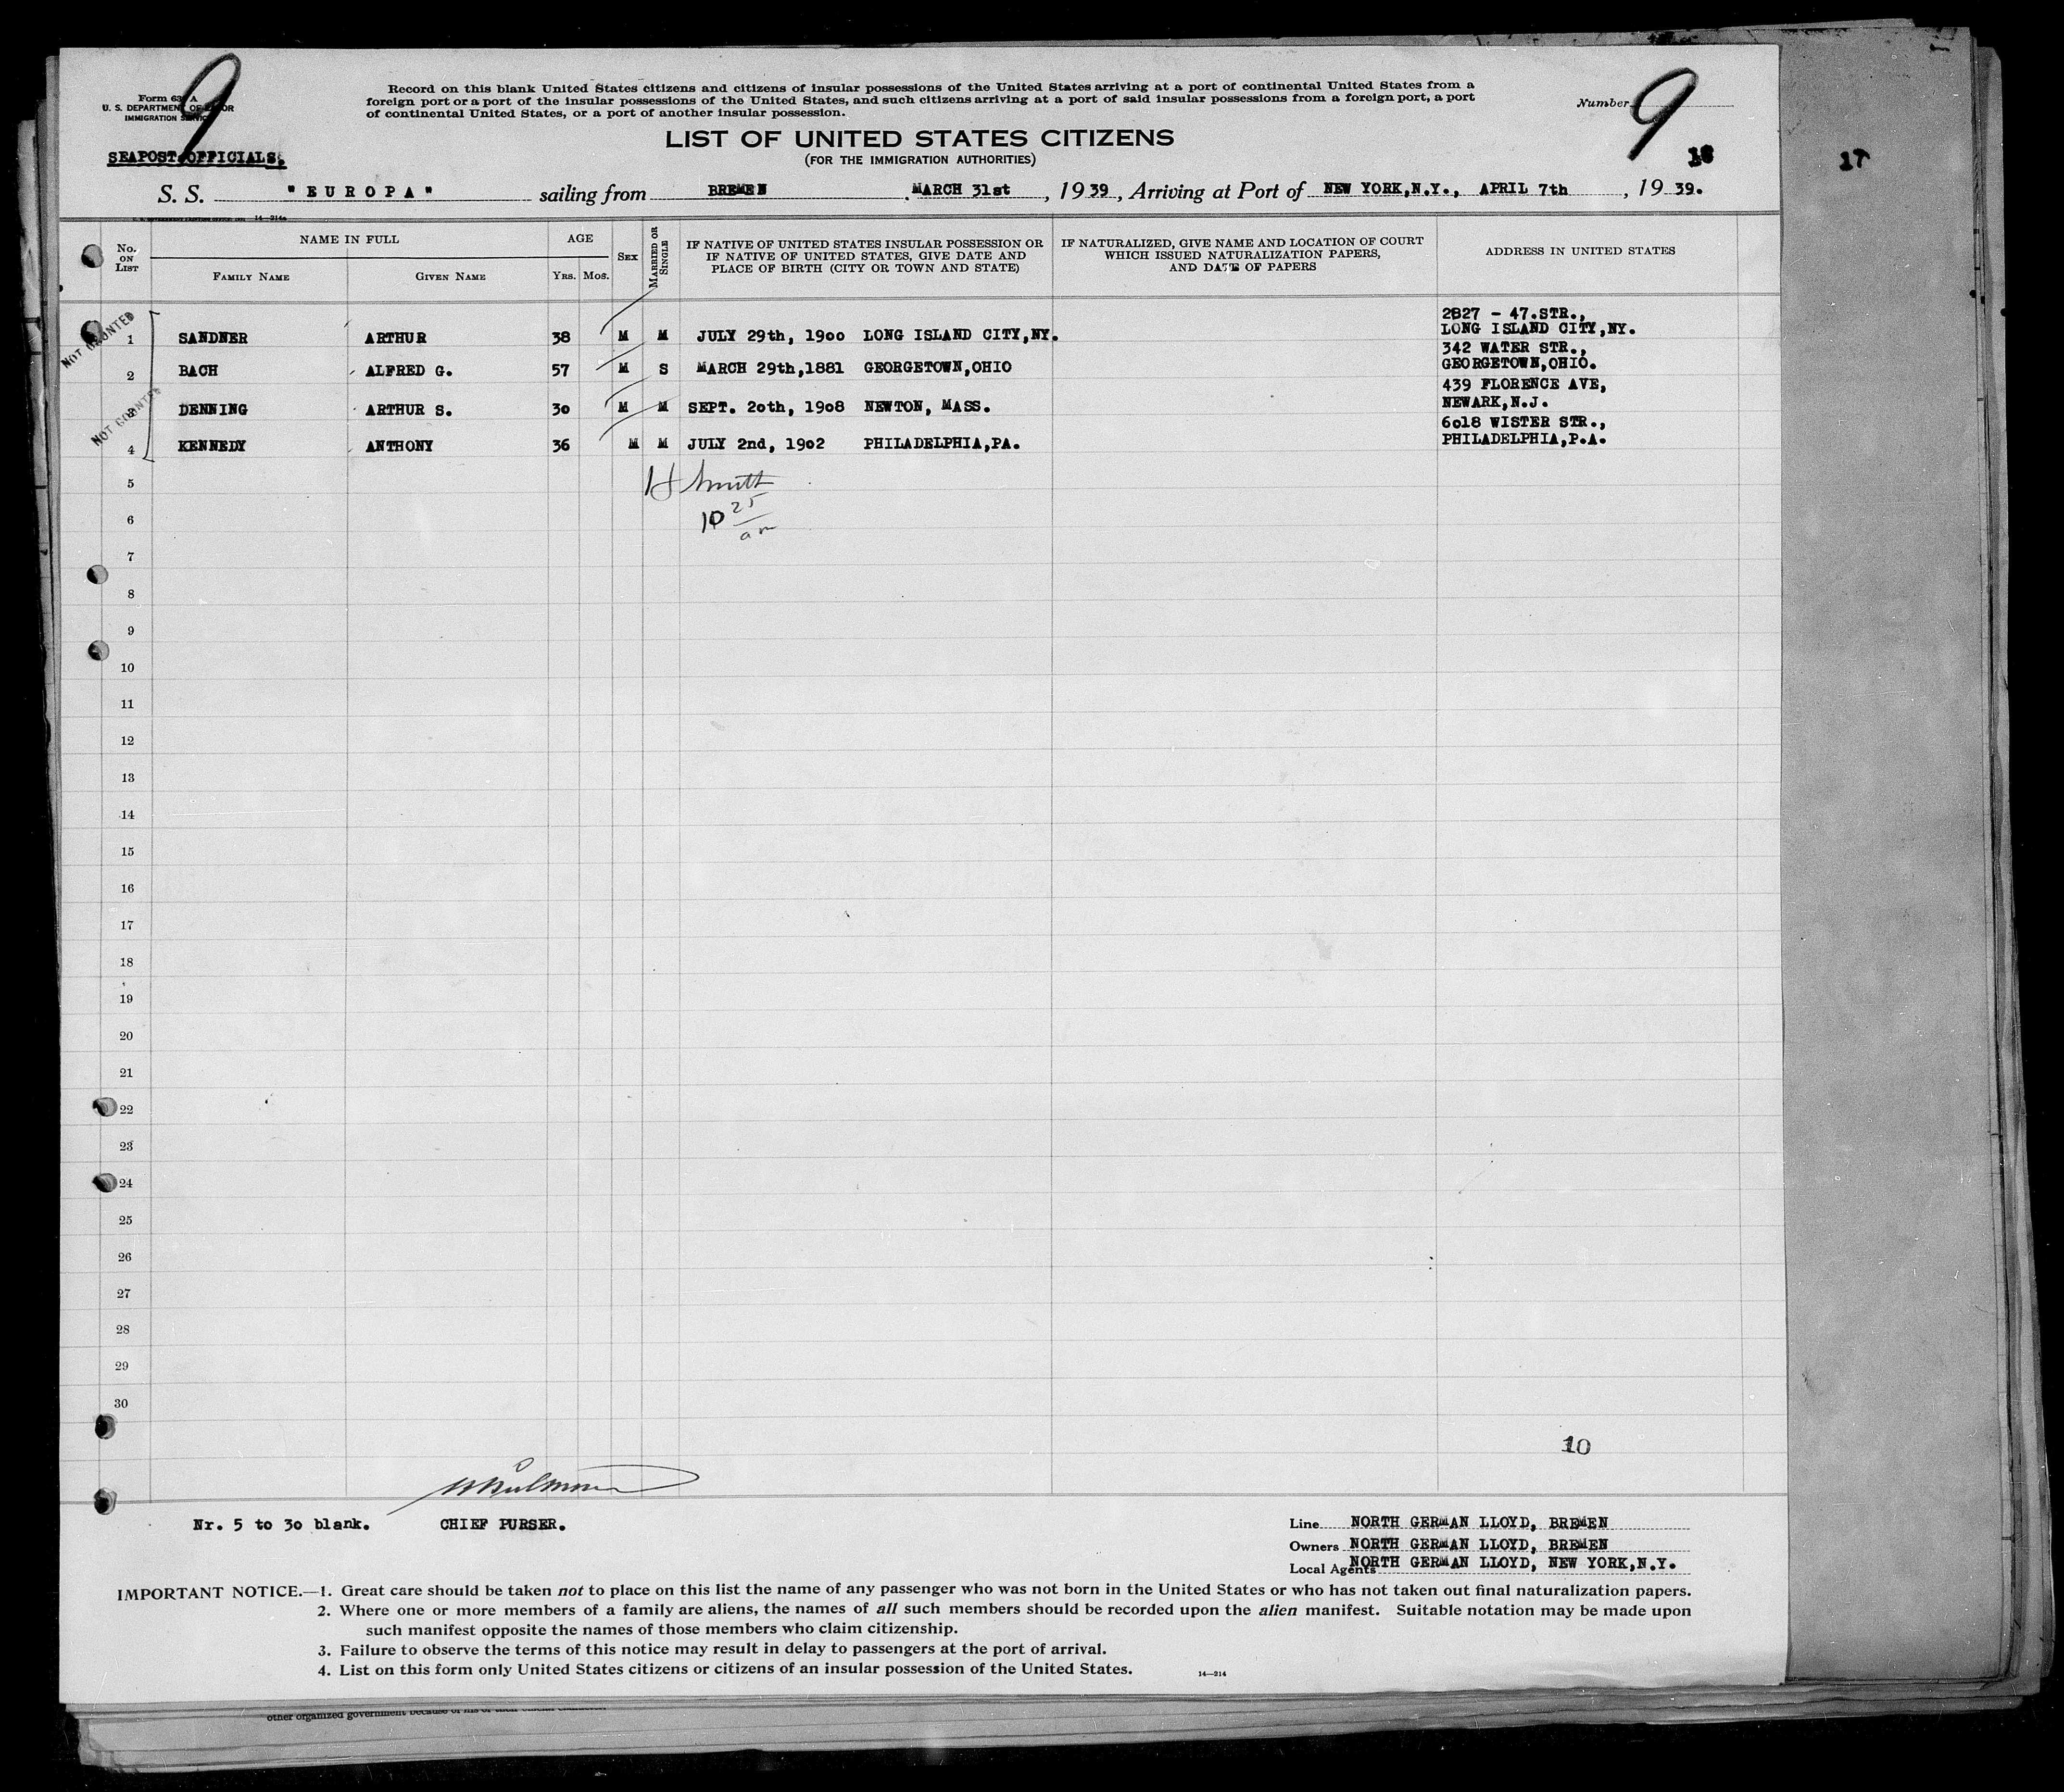 9
Form 630 A
U. S. DEPARTMENT OF LABOR
IMMIGRATION SERVICE
SEAPOST OFFICIALS.
Record on this blank United States citizens and citizens of insular possessions of the United States arriving at a port of continental United States from a
foreign port or a port of the insular possessions of the United States, and such citizens arriving at a port of said insular possessions from a foreign port, a port
of continental United States, or a port of another insular possession.
Number 9
18
17
LIST OF UNITED STATES CITIZENS
(FOR THE IMMIGRATION AUTHORITIES)
S. S. "EUROPA" sailing from BREMEN MARCH 31st, 1939, Arriving at Port of NEW YORK,N.Y., APRIL 7th, 1939.
14—214a
No. ON LIST
NAME IN FULL
FAMILY NAME
GIVEN NAME
AGE
YRS. MOS.
SEX
MARRIED OR SINGLE
IF NATIVE OF UNITED STATES INSULAR POSSESSION OR
IF NATIVE OF UNITED STATES, GIVE DATE AND
PLACE OF BIRTH (CITY OR TOWN AND STATE)
IF NATURALIZED, GIVE NAME AND LOCATION OF COURT
WHICH ISSUED NATURALIZATION PAPERS,
AND DATE OF PAPERS
ADDRESS IN UNITED STATES
NOT COUNTED
1 SANDNER ARTHUR 38 M M JULY 29th, 1900 LONG ISLAND CITY,NY. 2827 - 47.STR., LONG ISLAND CITY,NY.
2 BACH ALFRED G. 57 M S MARCH 29th,1881 GEORGETOWN,OHIO 342 WATER STR., GEORGETOWN,OHIO.
NOT COUNTED
3 DENNING ARTHUR S. 30 M M SEPT. 20th, 1908 NEWTON, MASS. 439 FLORENCE AVE, NEWARK,N.J.
4 KENNEDY ANTHONY 36 M M JULY 2nd, 1902 PHILADELPHIA,PA. 6018 WISTER STR., PHILADELPHIA,P.A.
5 H Smith
6 10 25/am
7
8
9
10
11
12
13
14
15
16
17
18
19
20
21
22
23
24
25
26
27
28
29
30
10
Nr. 5 to 30 blank. CHIEF PURSER.
Line NORTH GERMAN LLOYD, BREMEN
Owners NORTH GERMAN LLOYD, BREMEN
Local Agents NORTH GERMAN LLOYD, NEW YORK,N.Y.
IMPORTANT NOTICE.—1. Great care should be taken not to place on this list the name of any passenger who was not born in the United States or who has not taken out final naturalization papers.
2. Where one or more members of a family are aliens, the names of all such members should be recorded upon the alien manifest. Suitable notation may be made upon
such manifest opposite the names of those members who claim citizenship.
3. Failure to observe the terms of this notice may result in delay to passengers at the port of arrival.
4. List on this form only United States citizens or citizens of an insular possession of the United States.
14—214
other organized government because of his or their official character.